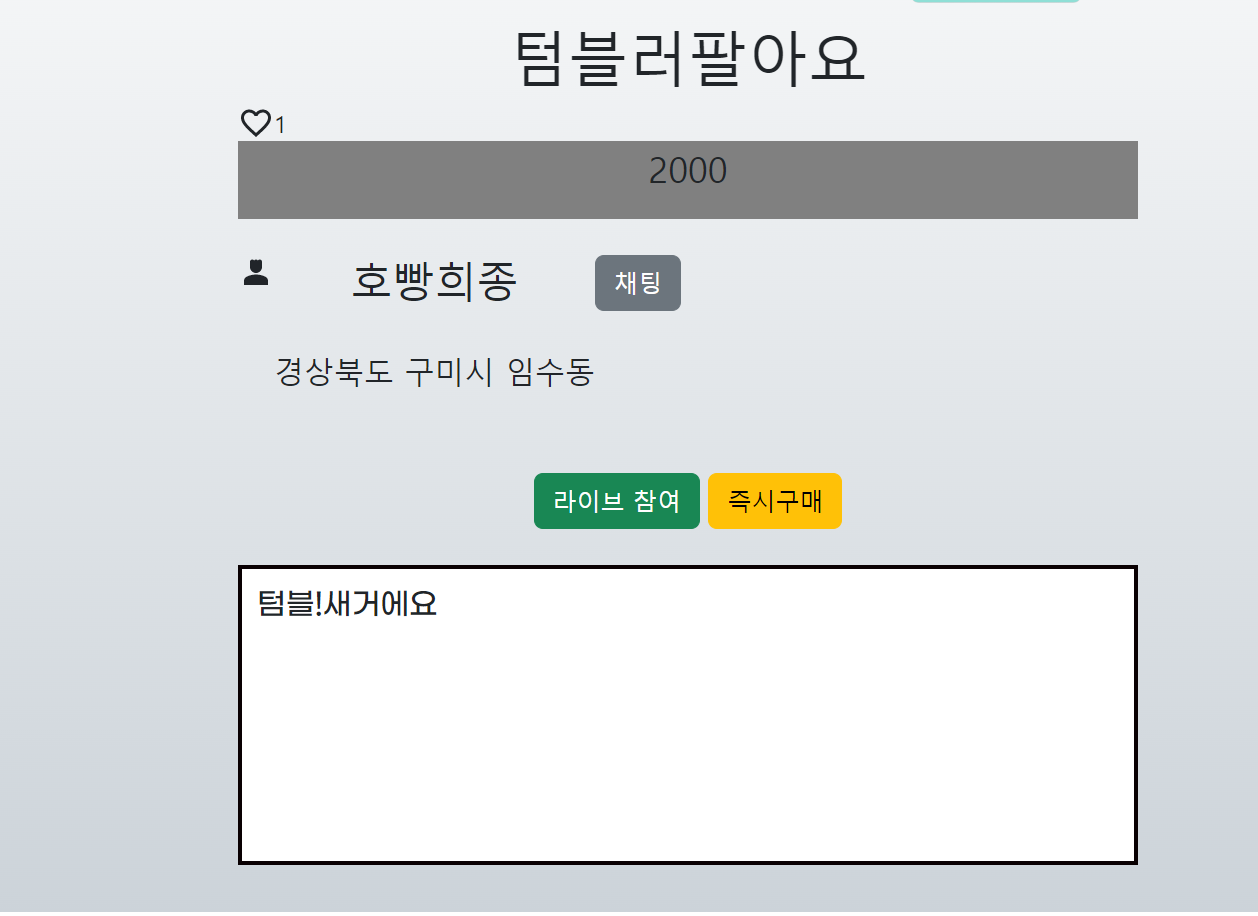 텀블러팔아요
1
2000
호빵희종 채팅
경상북도 구미시 임수동
라이브 참여 즉시구매
텀블!새거에요